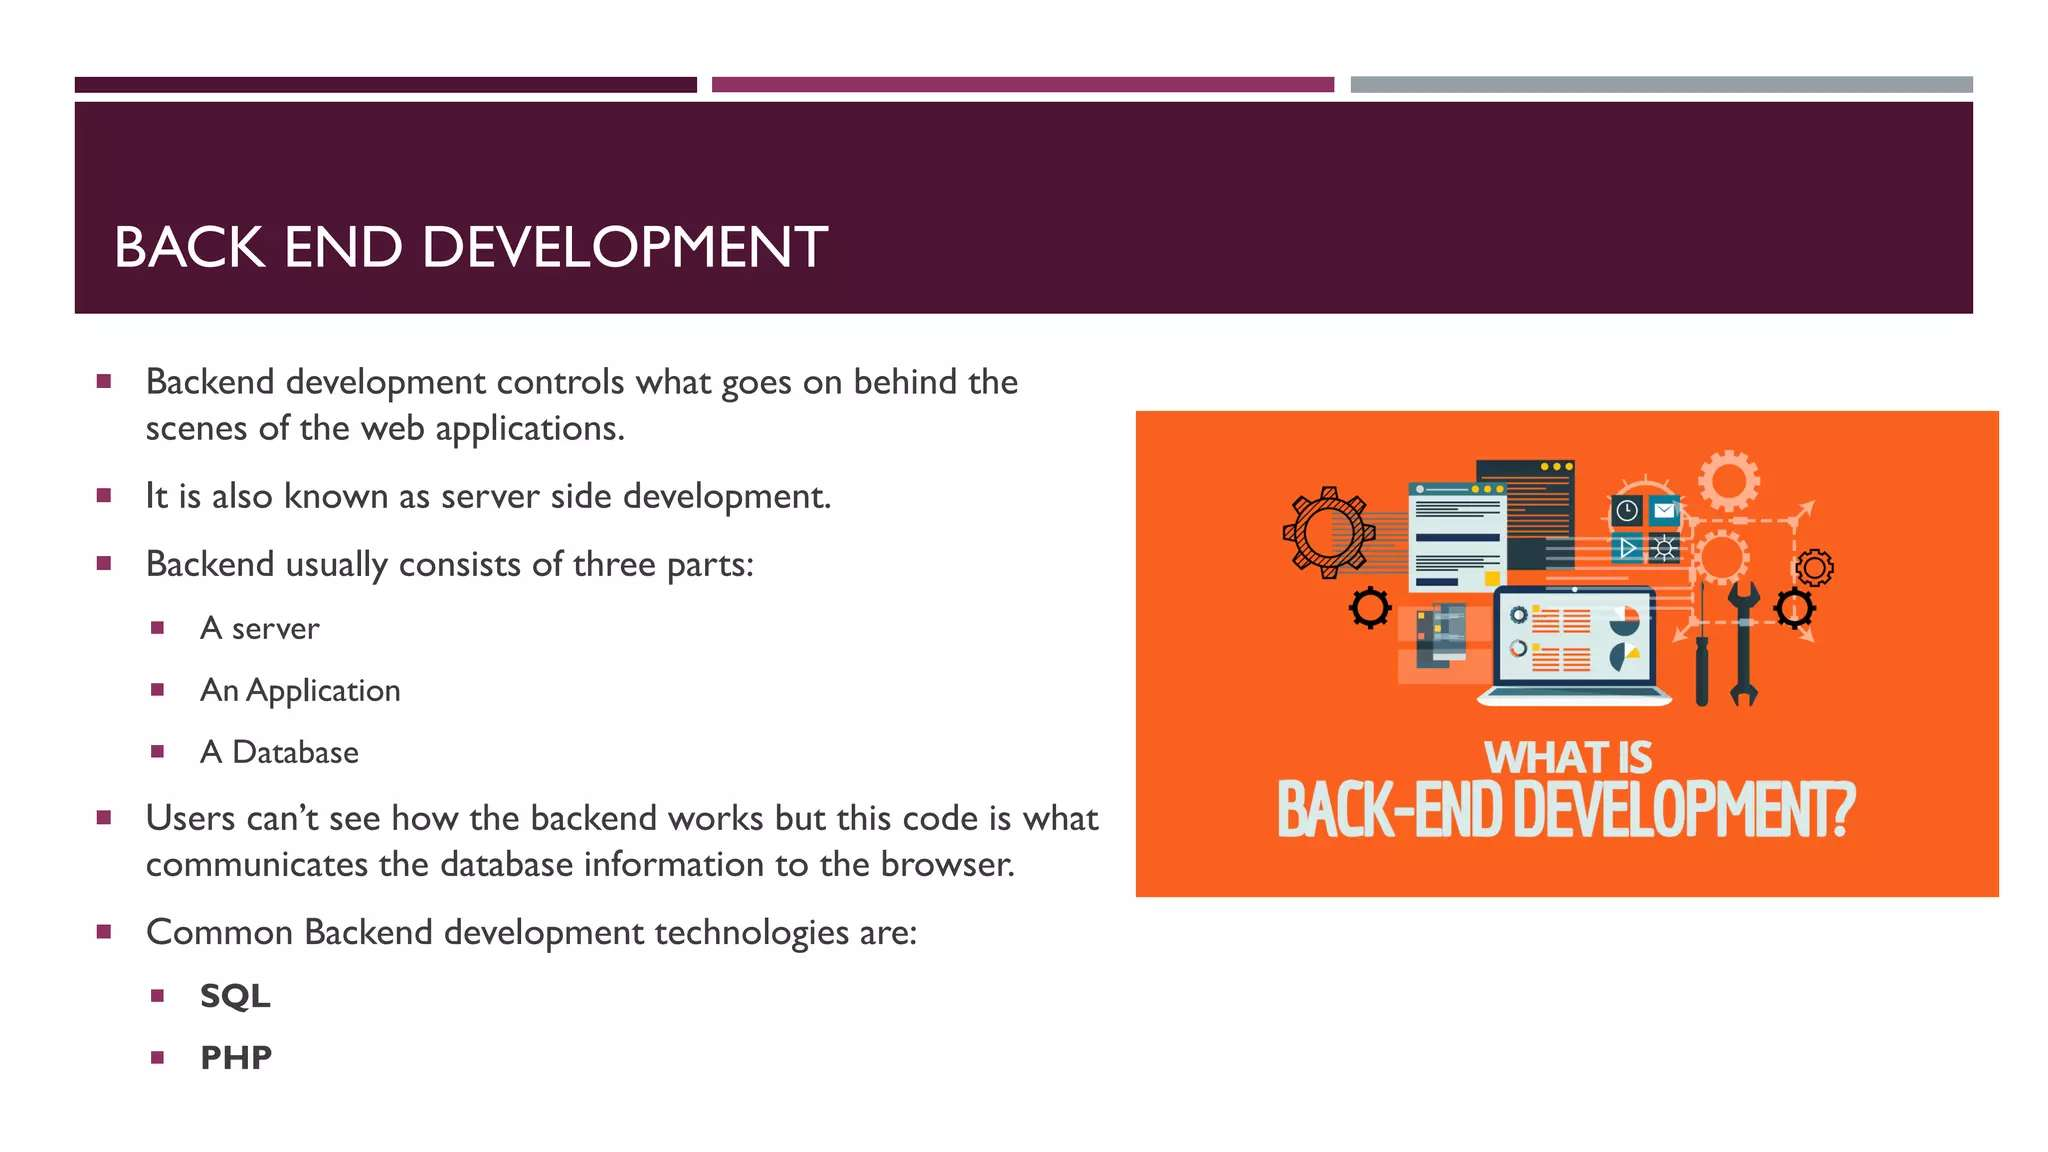 BACK END DEVELOPMENT
Backend development controls what goes on behind the
scenes of the web applications.
It is also known as server side development.
Backend usually consists of three parts:
A server
An Application
A Database
Users can’t see how the backend works but this code is what
communicates the database information to the browser.
Common Backend development technologies are:
SQL
PHP
WHAT IS
BACK-END DEVELOPMENT?